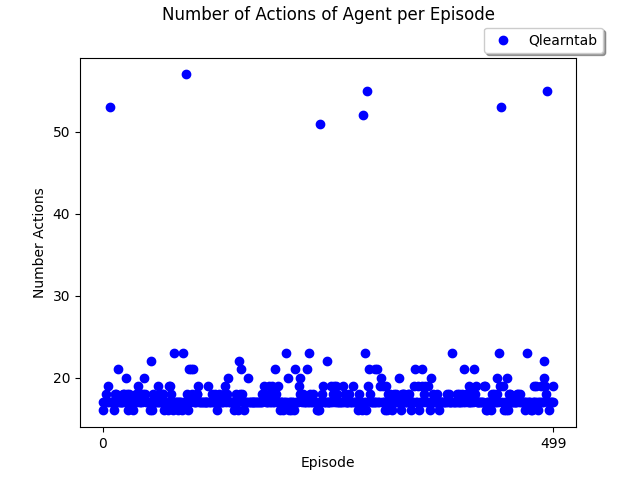 Number of Actions of Agent per Episode
Qlearntab
50
40
30
20
Number Actions
0 499
Episode